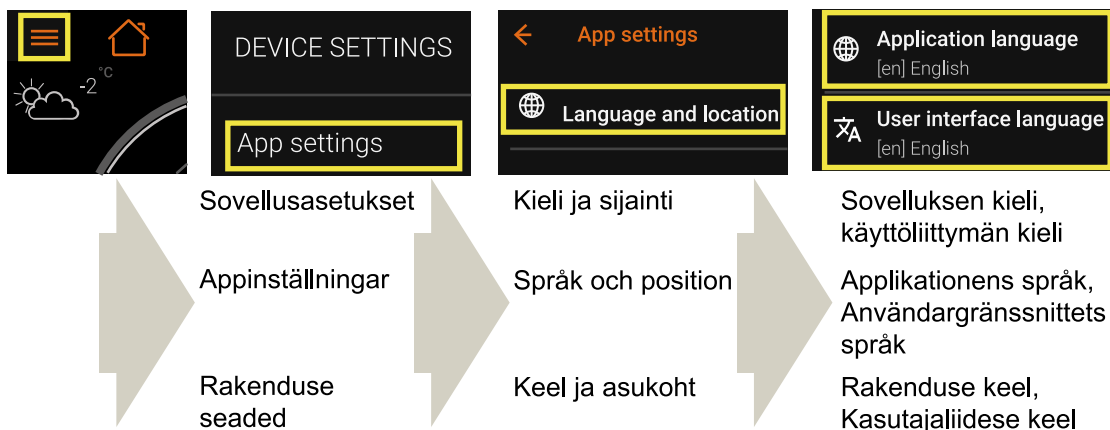 -2 °C
DEVICE SETTINGS
App settings
App settings
Language and location
Application language
[en] English
User interface language
[en] English
Sovellusasetukset
Kieli ja sijainti
Sovelluksen kieli,
käyttöliittymän kieli
Appinställningar
Språk och position
Applikationens språk,
Användargränssnittets
språk
Rakenduse
seaded
Keel ja asukoht
Rakenduse keel,
Kasutajaliidese keel